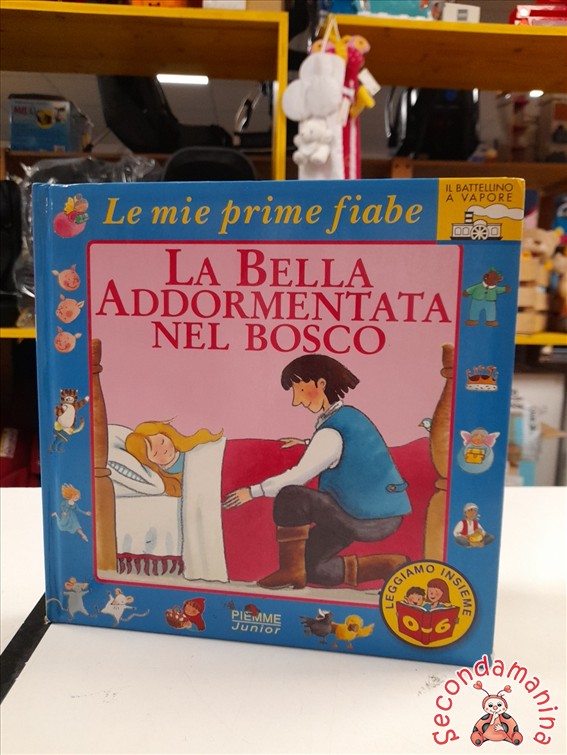 Le mie prime fiabe
IL BATTELLINO
A VAPORE
LA BELLA
ADDORMENTATA
NEL BOSCO
LEGGIAMO INSIEME
0-6
PIEMME
Junior
Secondamanina